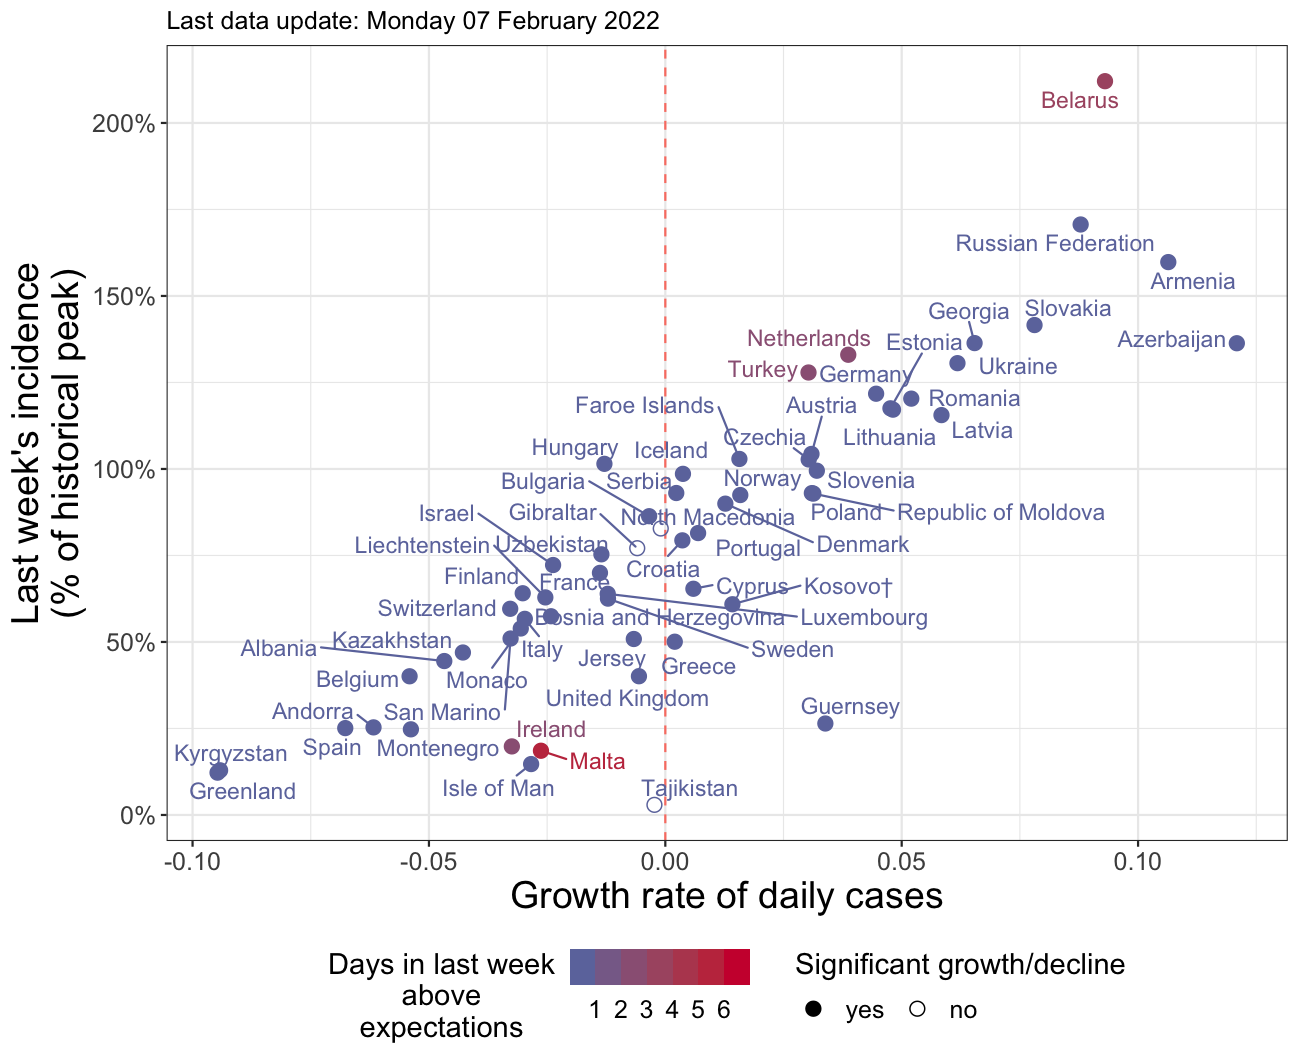 Last data update: Monday 07 February 2022
Last week's incidence
(% of historical peak)
200%
150%
100%
50%
0%
Belarus
Russian Federation
Armenia
Georgia
Slovakia
Netherlands
Estonia
Azerbaijan
Turkey
Germany
Ukraine
Faroe Islands
Austria
Romania
Czechia
Lithuania
Latvia
Hungary
Iceland
Bulgaria
Serbia
Norway
Slovenia
Israel
Gibraltar
North Macedonia
Poland
Republic of Moldova
Liechtenstein
Uzbekistan
Portugal
Denmark
Finland
France
Croatia
Cyprus
Kosovo†
Switzerland
Bosnia and Herzegovina
Luxembourg
Albania
Kazakhstan
Italy
Jersey
Greece
Sweden
Belgium
Monaco
United Kingdom
Andorra
San Marino
Guernsey
Spain
Montenegro
Ireland
Kyrgyzstan
Malta
Greenland
Isle of Man
Tajikistan
-0.10
-0.05
0.00
0.05
0.10
Growth rate of daily cases
Days in last week
above
expectations
1 2 3 4 5 6
Significant growth/decline
yes
no